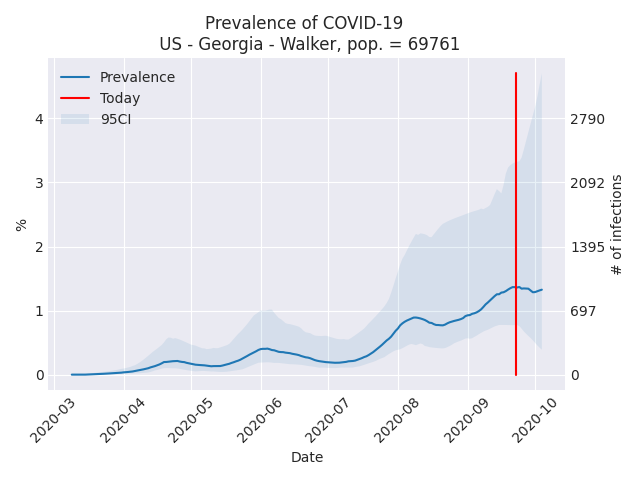 Prevalence of COVID-19
US - Georgia - Walker, pop. = 69761
Prevalence
Today
95CI
%
4
3
2
1
0
2790
2092
1395
697
0
# of infections
2020-03
2020-04
2020-05
2020-06
2020-07
2020-08
2020-09
2020-10
Date